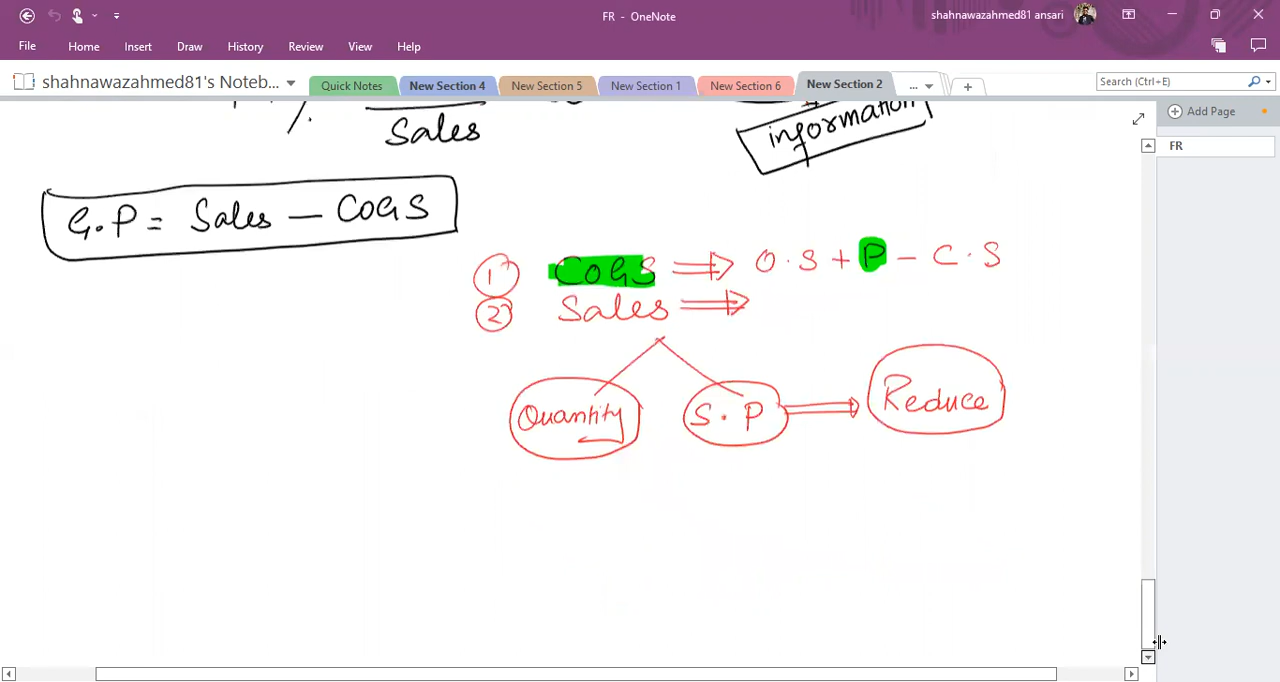 FR - OneNote
shahnawazahmed81 ansari
File Home Insert Draw History Review View Help
shahnawazahmed81's Noteb... Quick Notes New Section 4 New Section 5 New Section 1 New Section 6 New Section 2 ... Search (Ctrl+E)
Add Page
FR
%
Sales
information
G.P = Sales — COGS
1 COGS ⇒ O.S + P — C.S
2 Sales ⇒
Quantity S.P ⇒ Reduce